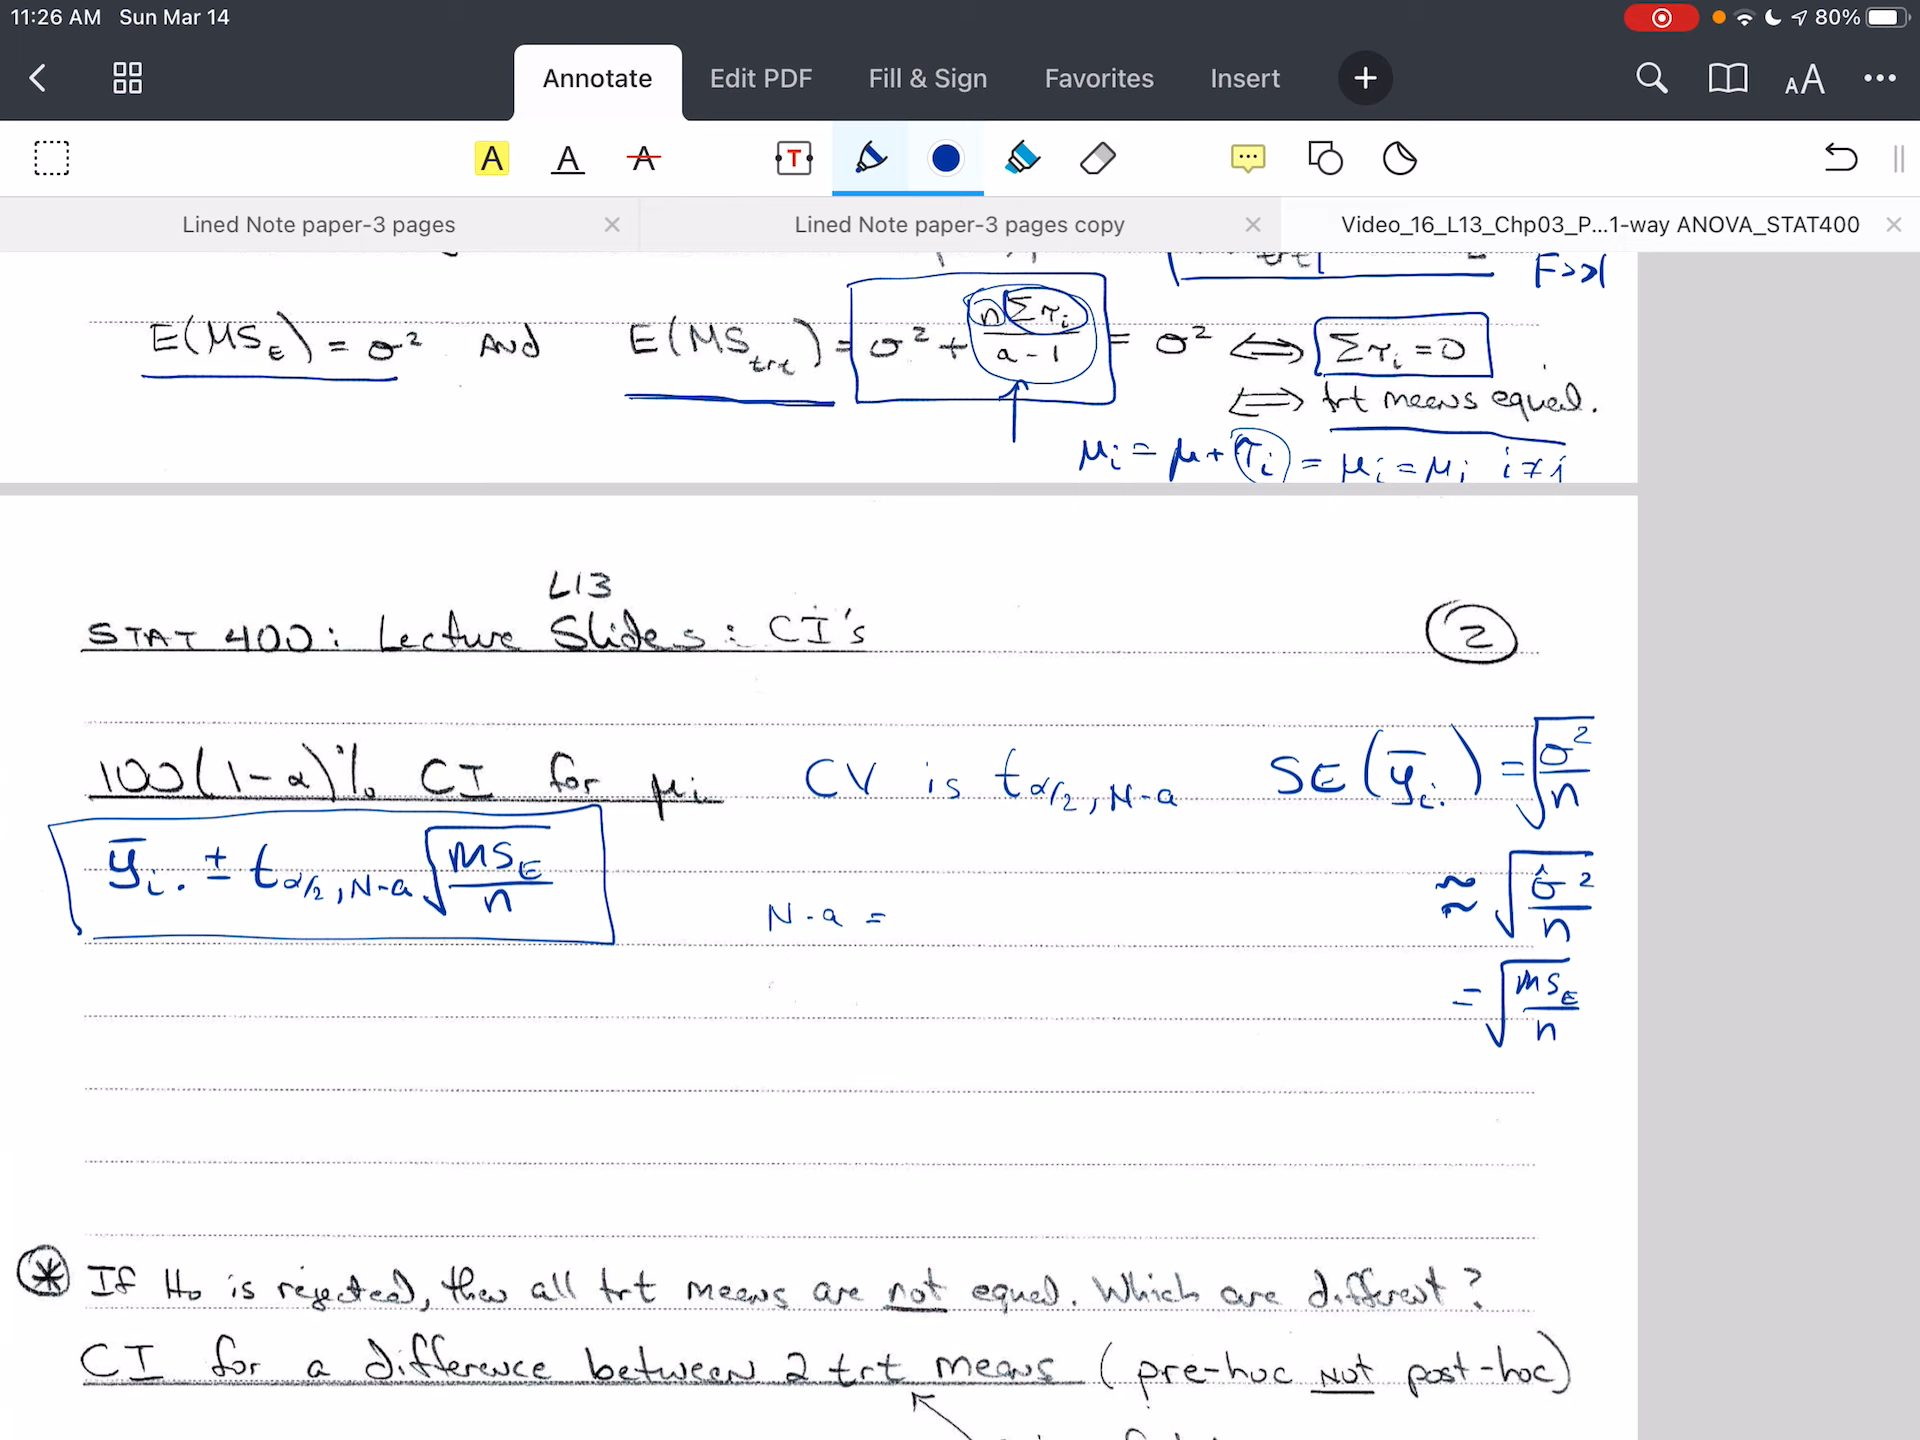 11:26 AM Sun Mar 14
80%
Annotate Edit PDF Fill & Sign Favorites Insert + AA
A A A T
Lined Note paper-3 pages
Lined Note paper-3 pages copy
Video_16_L13_Chp03_P...1-way ANOVA_STAT400
trt F>>1
E(MS_E) = σ² AND E(MS_trt) = σ² + n Στ_i / (a - 1) = σ² ⟺ Στ_i = 0
⟺ trt means equal.
μ_i = μ + τ_i = μ_i = μ_j i ≠ j
L13
STAT 400: Lecture Slides: CI's 2
100(1-α)% CI for μ_i CV is t_α/2, N-a SE(ȳ_i.) = √(σ²/n)
ȳ_i. ± t_α/2, N-a √(MS_E/n) ≈ √(σ̂²/n)
N-a =
= √(MS_E/n)
* If H₀ is rejected, then all trt means are not equal. Which are different?
CI for a difference between 2 trt means (pre-hoc NOT post-hoc)